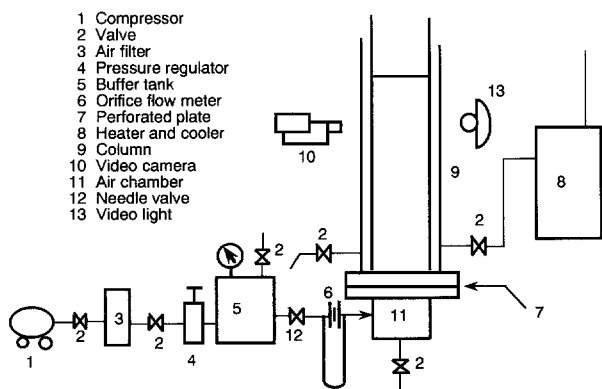 1 Compressor
2 Valve
3 Air filter
4 Pressure regulator
5 Buffer tank
6 Orifice flow meter
7 Perforated plate
8 Heater and cooler
9 Column
10 Video camera
11 Air chamber
12 Needle valve
13 Video light
13
10
9
8
2
2
2
6
7
5
11
3
12
2
2
4
1
2